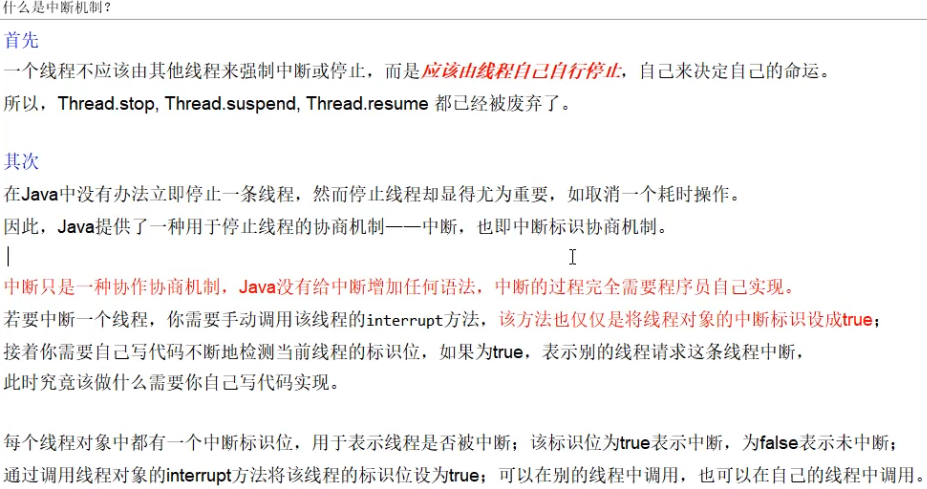 什么是中断机制？
首先
一个线程不应该由其他线程来强制中断或停止，而是应该由线程自己自行停止，自己来决定自己的命运。
所以，Thread.stop, Thread.suspend, Thread.resume 都已经被废弃了。
其次
在Java中没有办法立即停止一条线程，然而停止线程却显得尤为重要，如取消一个耗时操作。
因此，Java提供了一种用于停止线程的协商机制——中断，也即中断标识协商机制。
中断只是一种协作协商机制，Java没有给中断增加任何语法，中断的过程完全需要程序员自己实现。
若要中断一个线程，你需要手动调用该线程的interrupt方法，该方法也仅仅是将线程对象的中断标识设成true；
接着你需要自己写代码不断地检测当前线程的标识位，如果为true，表示别的线程请求这条线程中断，
此时究竟该做什么需要你自己写代码实现。
每个线程对象中都有一个中断标识位，用于表示线程是否被中断；该标识位为true表示中断，为false表示未中断；
通过调用线程对象的interrupt方法将该线程的标识位设为true；可以在别的线程中调用，也可以在自己的线程中调用。